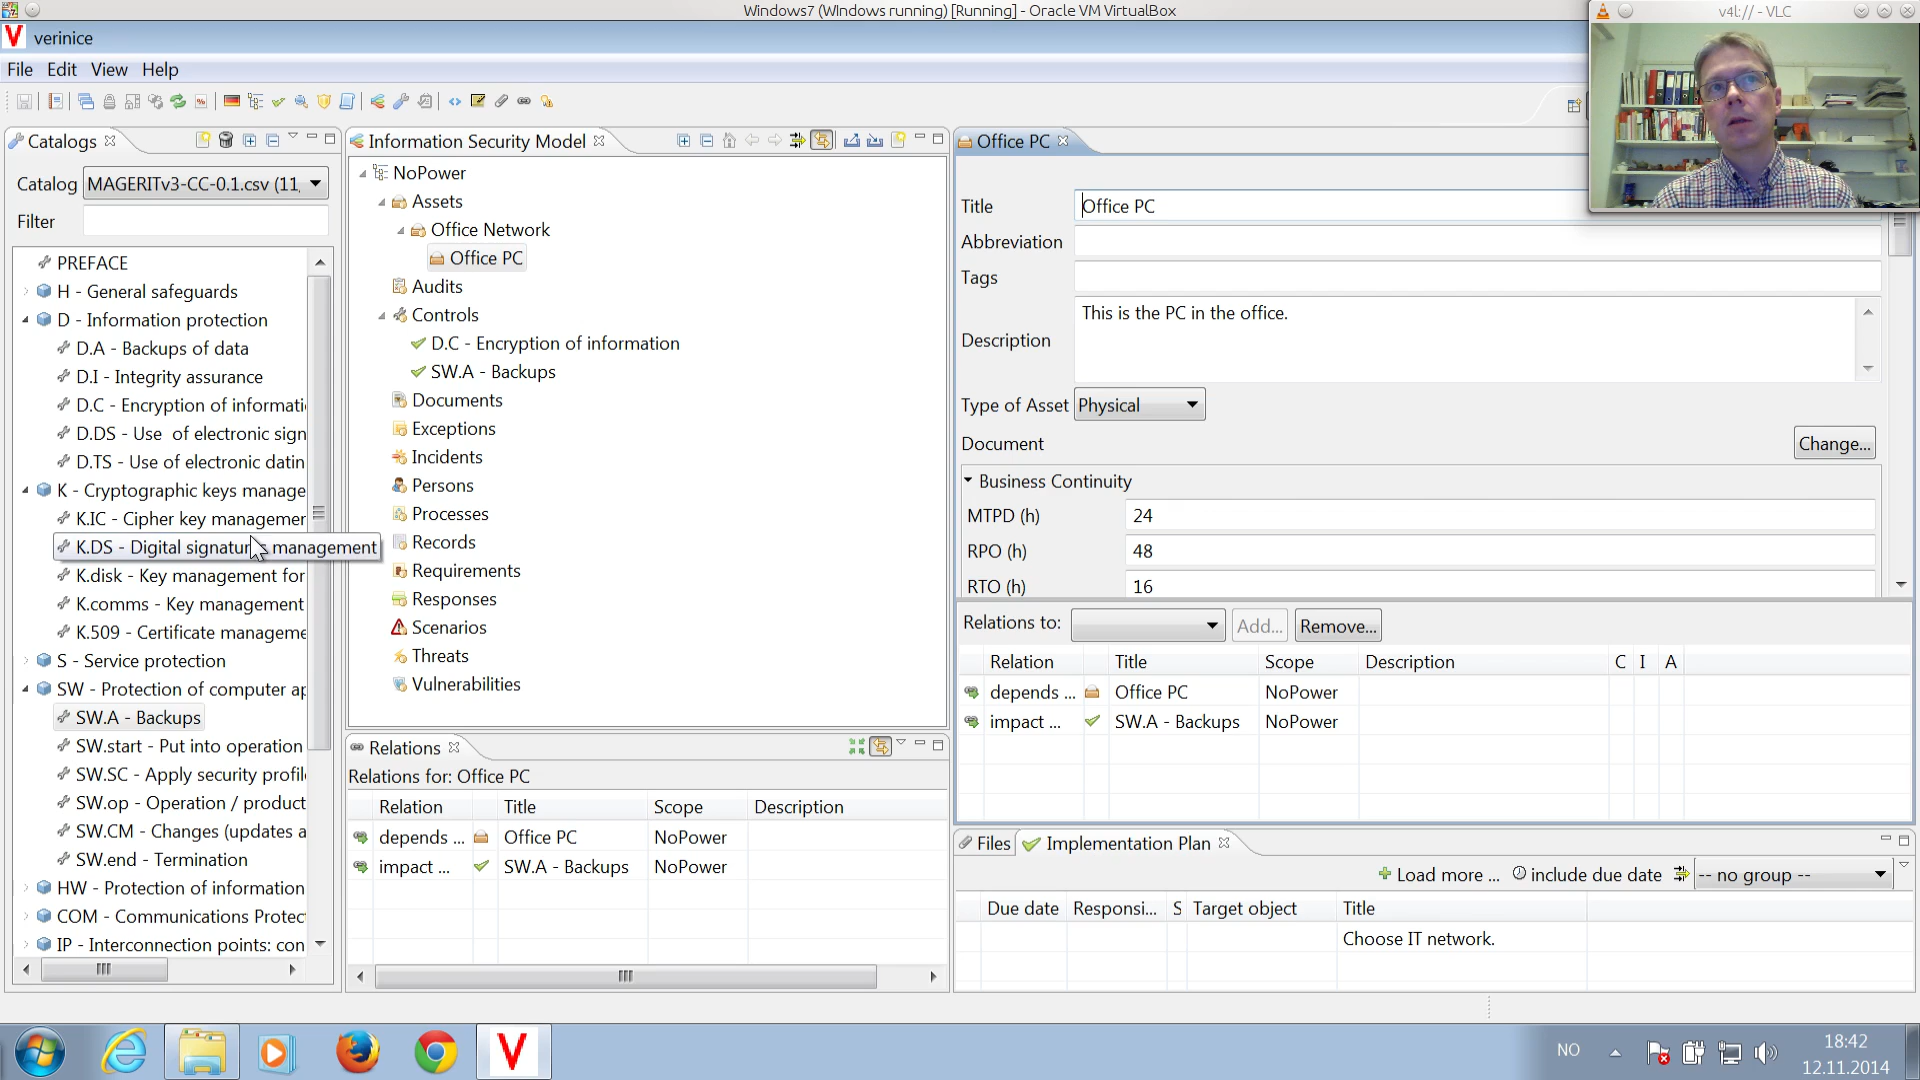 Windows7 (WIndows running) [Running] - Oracle VM VirtualBox
v4l:// - VLC
verinice
File Edit View Help
Catalogs
Catalog MAGERITv3-CC-0.1.csv (11,
Filter
PREFACE
H - General safeguards
D - Information protection
D.A - Backups of data
D.I - Integrity assurance
D.C - Encryption of informati
D.DS - Use of electronic sign
D.TS - Use of electronic datin
K - Cryptographic keys manage
K.IC - Cipher key managemer
K.DS - Digital signatur management
K.disk - Key management for
K.comms - Key management
K.509 - Certificate manageme
S - Service protection
SW - Protection of computer ap
SW.A - Backups
SW.start - Put into operation
SW.SC - Apply security profil
SW.op - Operation / product
SW.CM - Changes (updates a
SW.end - Termination
HW - Protection of information
COM - Communications Protect
IP - Interconnection points: con
Information Security Model
NoPower
Assets
Office Network
Office PC
Audits
Controls
D.C - Encryption of information
SW.A - Backups
Documents
Exceptions
Incidents
Persons
Processes
Records
Requirements
Responses
Scenarios
Threats
Vulnerabilities
Relations
Relations for: Office PC
Relation Title Scope Description
depends ... Office PC NoPower
impact ... SW.A - Backups NoPower
Office PC
Title Office PC
Abbreviation
Tags
Description This is the PC in the office.
Type of Asset Physical
Document Change...
Business Continuity
MTPD (h) 24
RPO (h) 48
RTO (h) 16
Relations to: Add... Remove...
Relation Title Scope Description C I A
depends ... Office PC NoPower
impact ... SW.A - Backups NoPower
Files Implementation Plan
Load more ... include due date -- no group --
Due date Responsi... S Target object Title
Choose IT network.
NO
18:42
12.11.2014